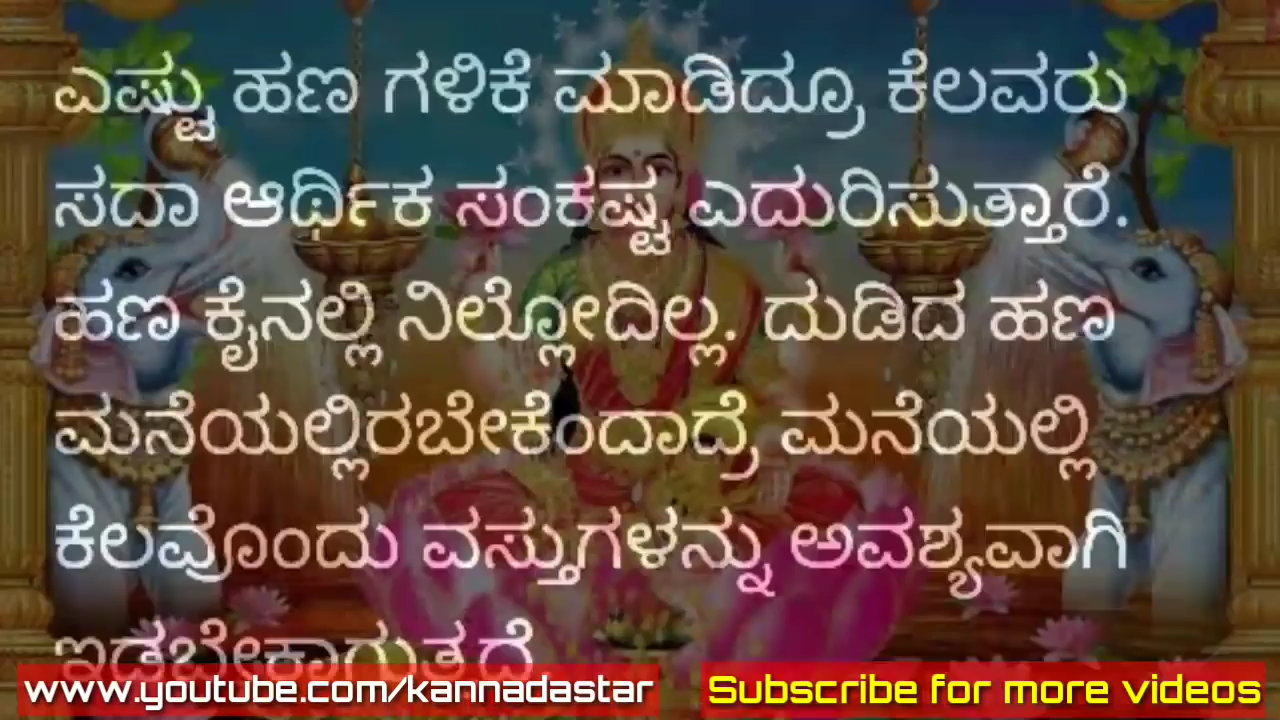 ಎಷ್ಟು ಹಣ ಗಳಿಕೆ ಮಾಡಿದ್ರೂ ಕೆಲವರು
ಸದಾ ಆರ್ಥಿಕ ಸಂಕಷ್ಟ ಎದುರಿಸುತ್ತಾರೆ.
ಹಣ ಕೈನಲ್ಲಿ ನಿಲ್ಲೋದಿಲ್ಲ. ದುಡಿದ ಹಣ
ಮನೆಯಲ್ಲಿರಬೇಕೆಂದಾದ್ರೆ ಮನೆಯಲ್ಲಿ
ಕೆಲವೊಂದು ವಸ್ತುಗಳನ್ನು ಅವಶ್ಯವಾಗಿ
ಇಡಬೇಕಾಗುತ್ತದೆ
www.youtube.com/kannadastar
Subscribe for more videos